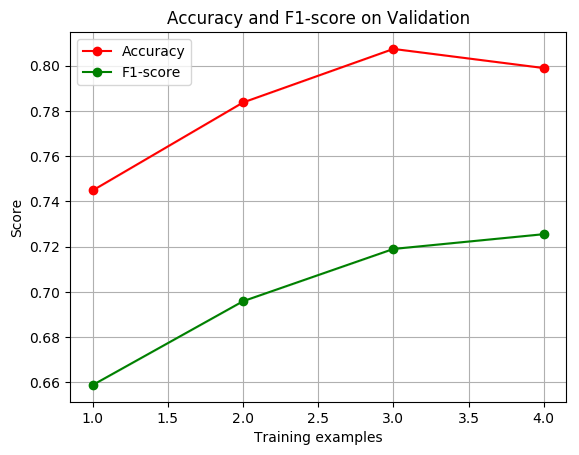 Accuracy and F1-score on Validation
Accuracy
F1-score
0.80
0.78
0.76
0.74
0.72
0.70
0.68
0.66
Score
1.0 1.5 2.0 2.5 3.0 3.5 4.0
Training examples